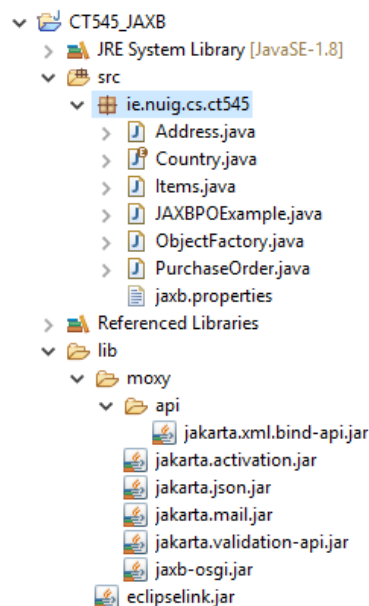 CT545_JAXB
JRE System Library [JavaSE-1.8]
src
ie.nuig.cs.ct545
Address.java
Country.java
Items.java
JAXBPOExample.java
ObjectFactory.java
PurchaseOrder.java
jaxb.properties
Referenced Libraries
lib
moxy
api
jakarta.xml.bind-api.jar
jakarta.activation.jar
jakarta.json.jar
jakarta.mail.jar
jakarta.validation-api.jar
jaxb-osgi.jar
eclipselink.jar